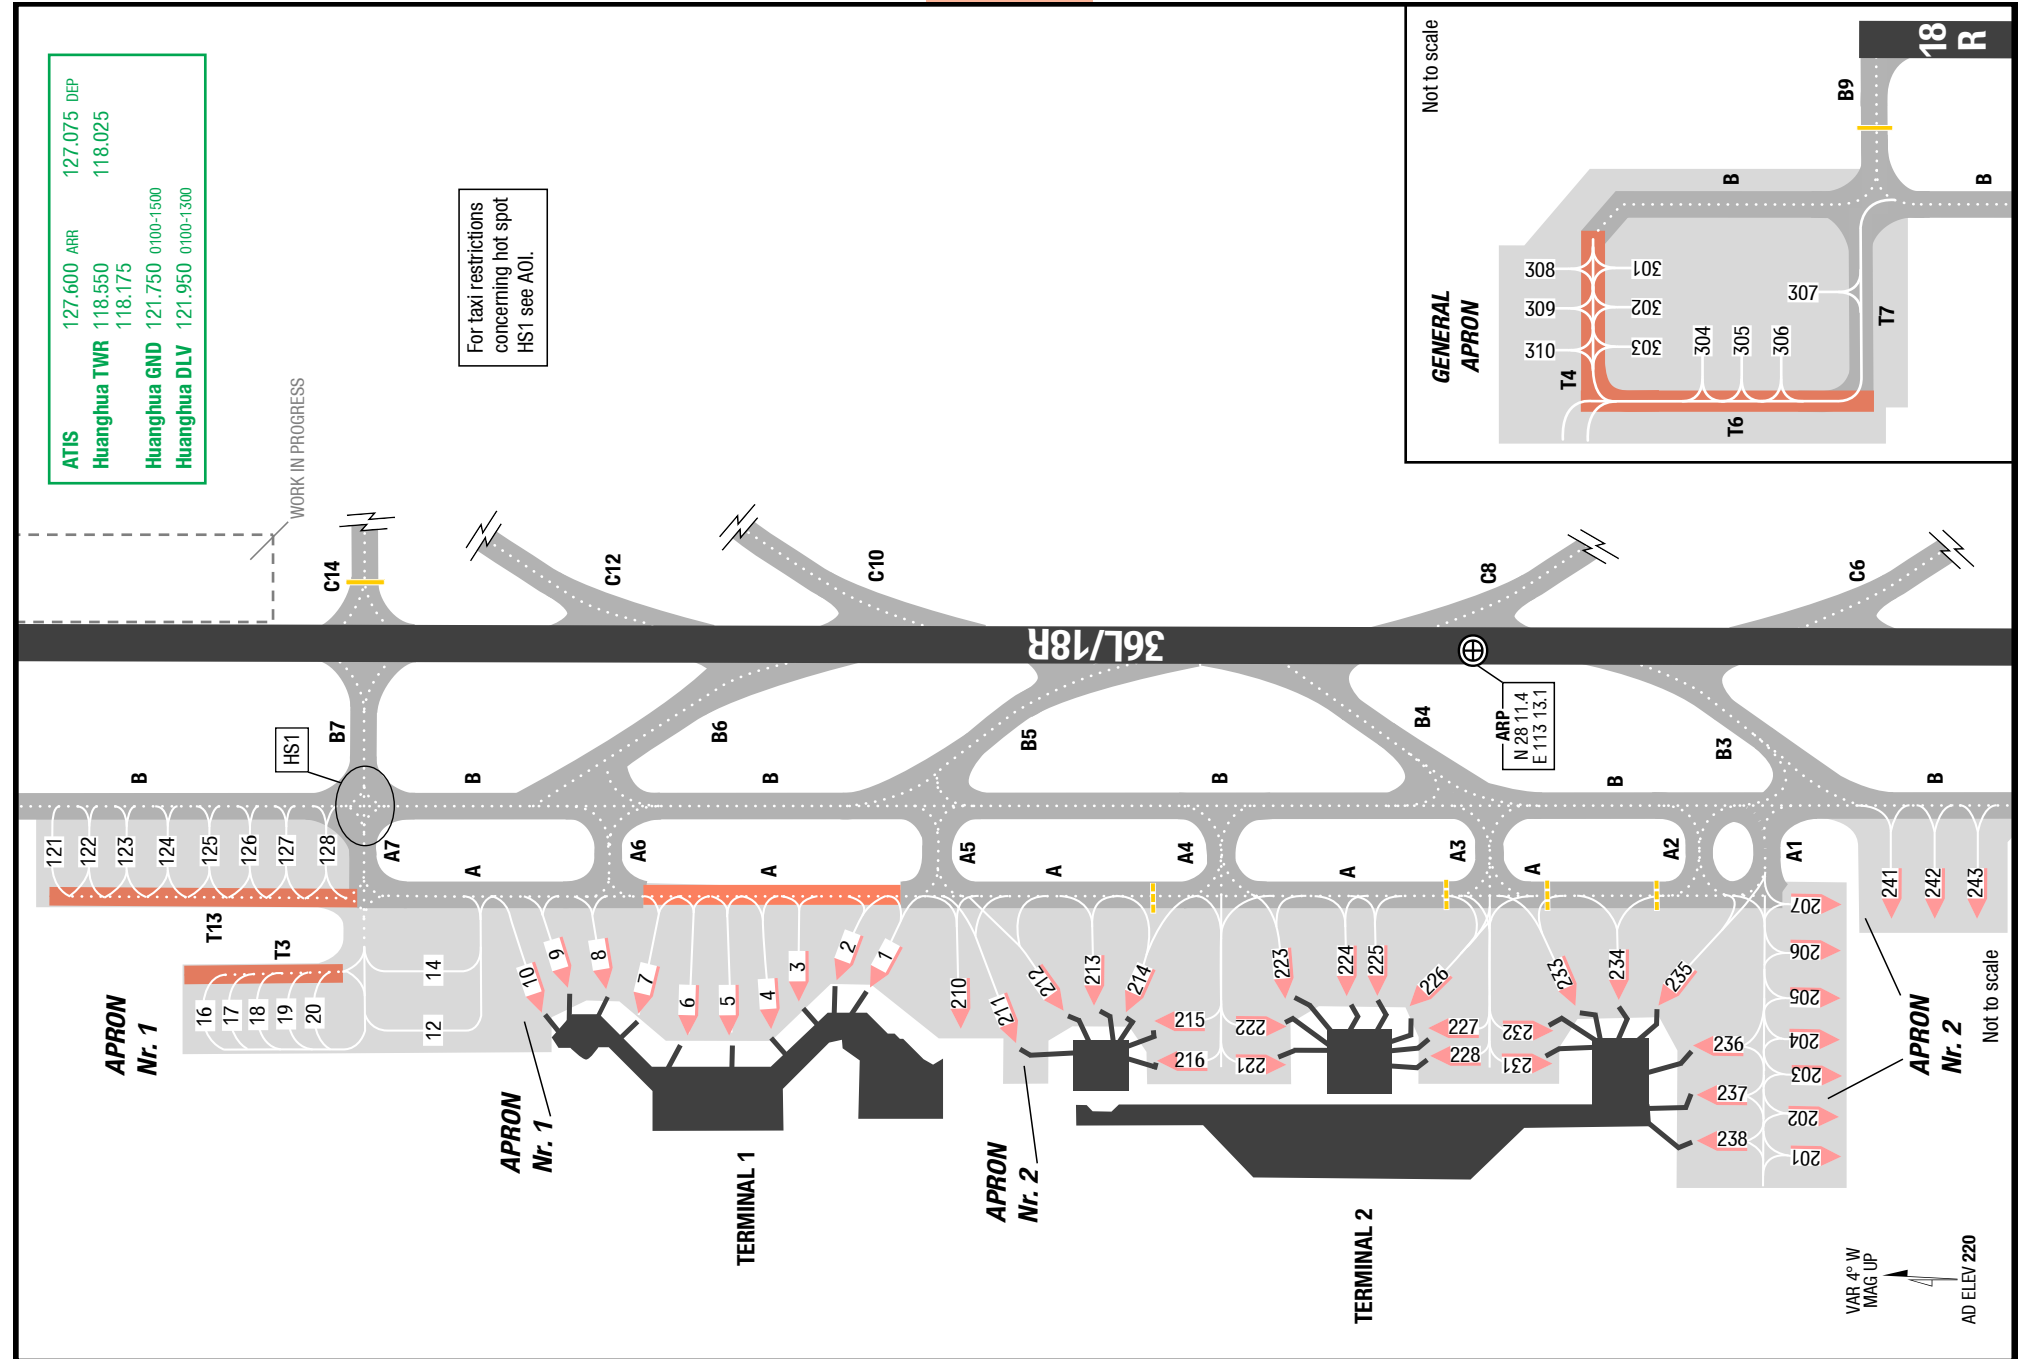 ATIS 127.600 ARR 127.075 DEP
Huanghua TWR 118.550 118.025
118.175
Huanghua GND 121.750 0100-1500
Huanghua DLV 121.950 0100-1300
WORK IN PROGRESS
For taxi restrictions
concerning hot spot
HS1 see AOI.
Not to scale
18
R
B9
B
B
GENERAL
APRON
308
309
310
301
302
303
304
305
306
307
T4
T6
T7
C14
C12
C10
C8
C6
36L/18R
ARP
N 28 11.4
E 113 13.1
HS1
B7
B6
B5
B4
B3
B
B
B
B
B
B
121
122
123
124
125
126
127
128
A7
A6
A5
A4
A3
A2
A1
A
A
A
A
A
T13
T3
16
17
18
19
20
14
12
10
9
8
7
6
5
4
3
2
1
210
211
212
213
214
215
216
221
222
223
224
225
226
227
228
231
232
233
234
235
236
237
238
207
206
205
204
203
202
201
241
242
243
APRON
Nr. 1
APRON
Nr. 1
TERMINAL 1
APRON
Nr. 2
TERMINAL 2
APRON
Nr. 2
Not to scale
VAR 4° W
MAG UP
AD ELEV 220